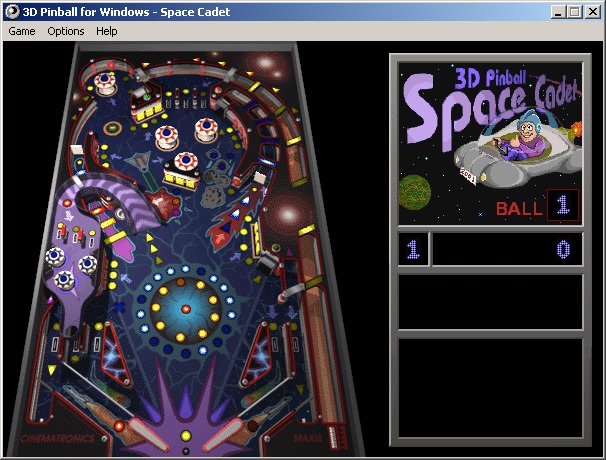 3D Pinball for Windows - Space Cadet
Game Options Help
3D Pinball
Space Cadet
BALL 1
1 0
CINEMATRONICS
MAXIS